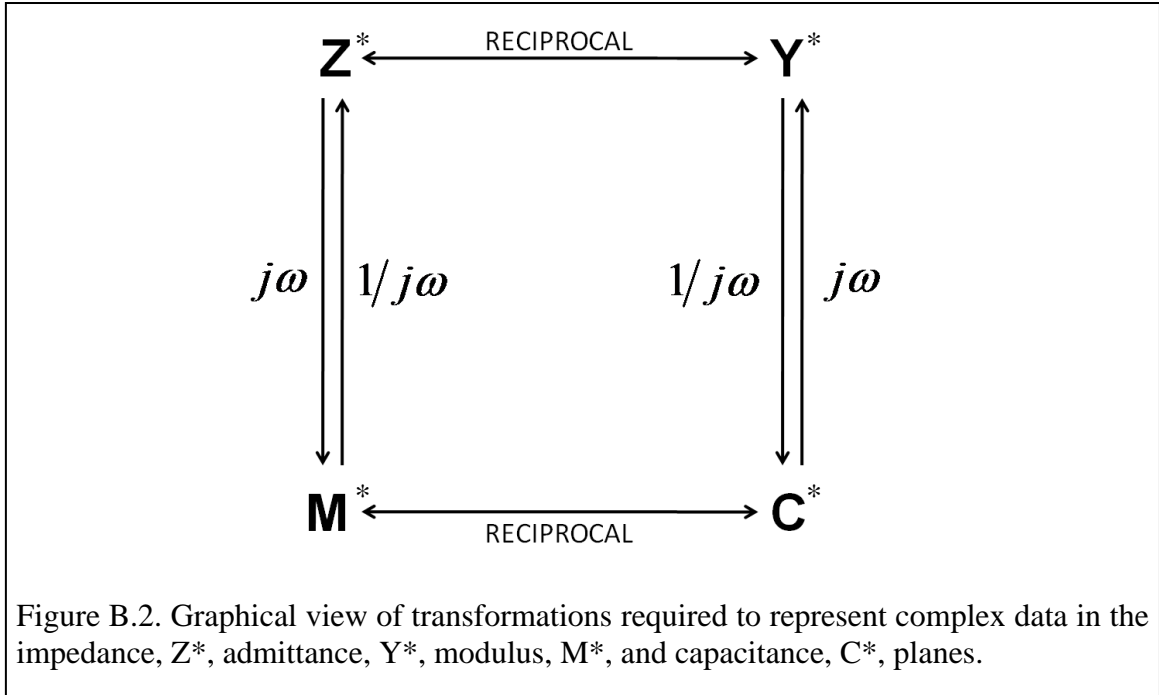 Z* RECIPROCAL Y*
jω 1/jω 1/jω jω
M* RECIPROCAL C*
Figure B.2. Graphical view of transformations required to represent complex data in the
impedance, Z*, admittance, Y*, modulus, M*, and capacitance, C*, planes.